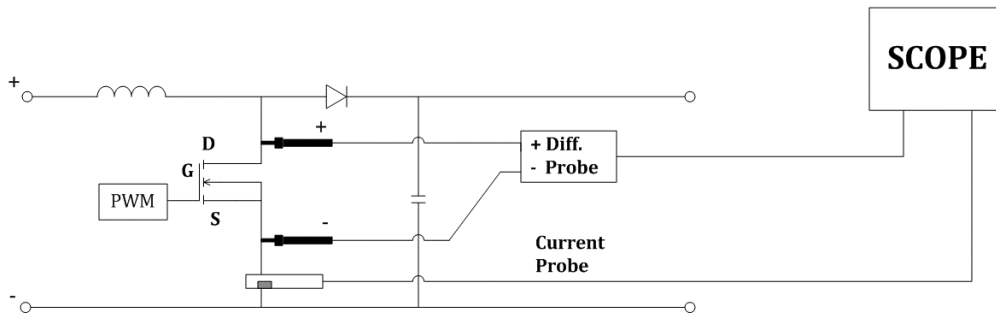 SCOPE
+
+
D
+ Diff.
- Probe
G
PWM
S
-
Current
Probe
-